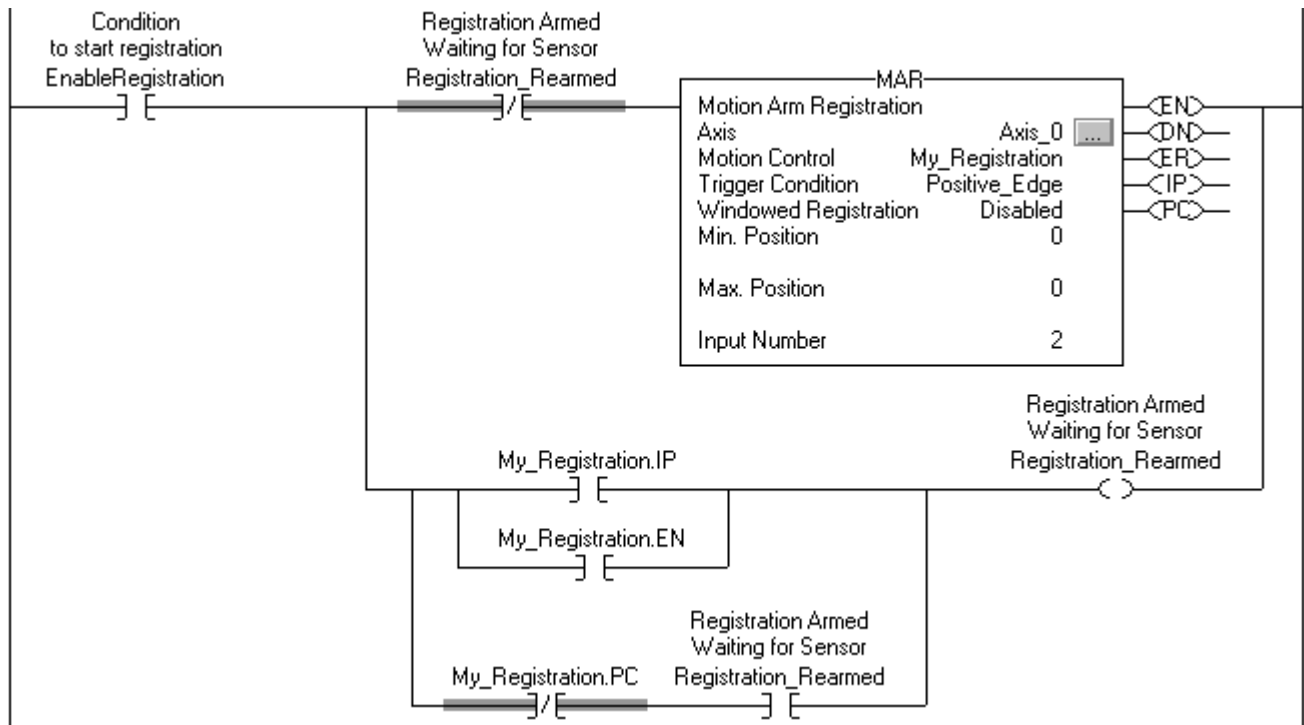 Condition
to start registration
EnableRegistration
Registration Armed
Waiting for Sensor
Registration_Rearmed
MAR
Motion Arm Registration
Axis Axis_0 ...
Motion Control My_Registration
Trigger Condition Positive_Edge
Windowed Registration Disabled
Min. Position 0
Max. Position 0
Input Number 2
EN
DN
ER
IP
PC
Registration Armed
Waiting for Sensor
Registration_Rearmed
My_Registration.IP
My_Registration.EN
Registration Armed
Waiting for Sensor
My_Registration.PC Registration_Rearmed